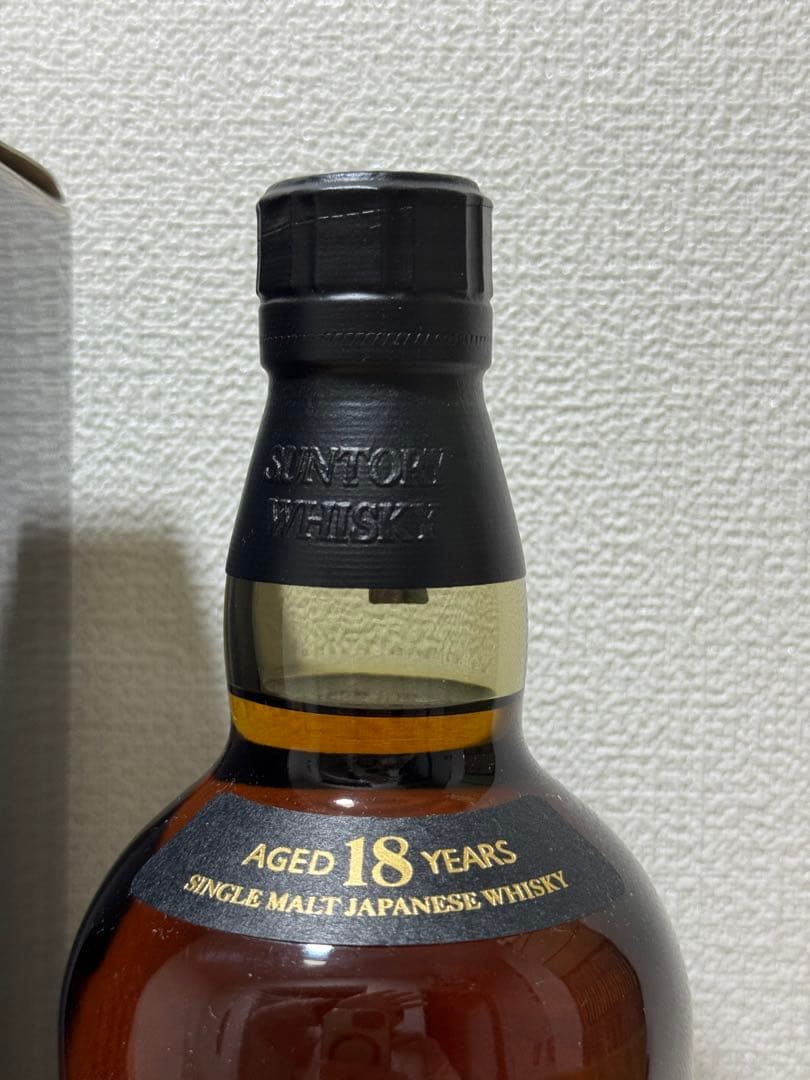 SUNTORY
WHISKY
AGED 18 YEARS
SINGLE MALT JAPANESE WHISKY